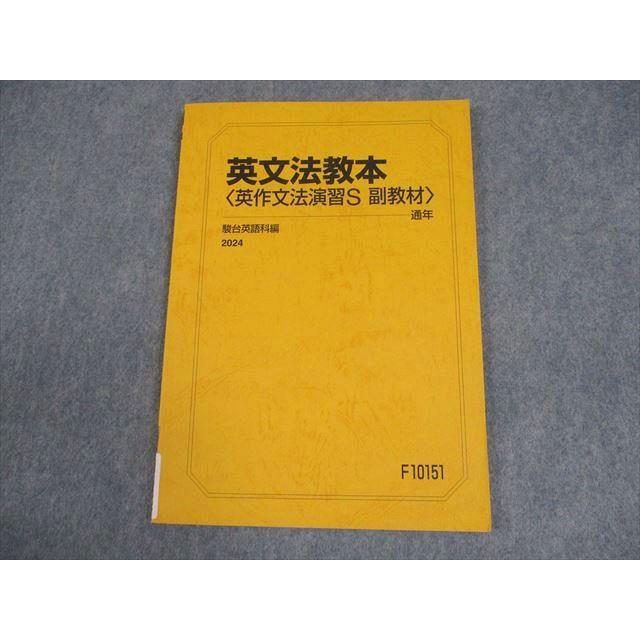 英文法教本
〈英作文法演習S 副教材〉
通年
駿台英語科編
2024
F10151